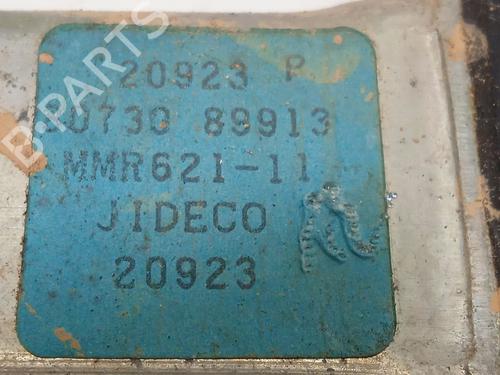 20923 P
30730 89913
MMR621-11
JIDECO
20923
B-PARTS